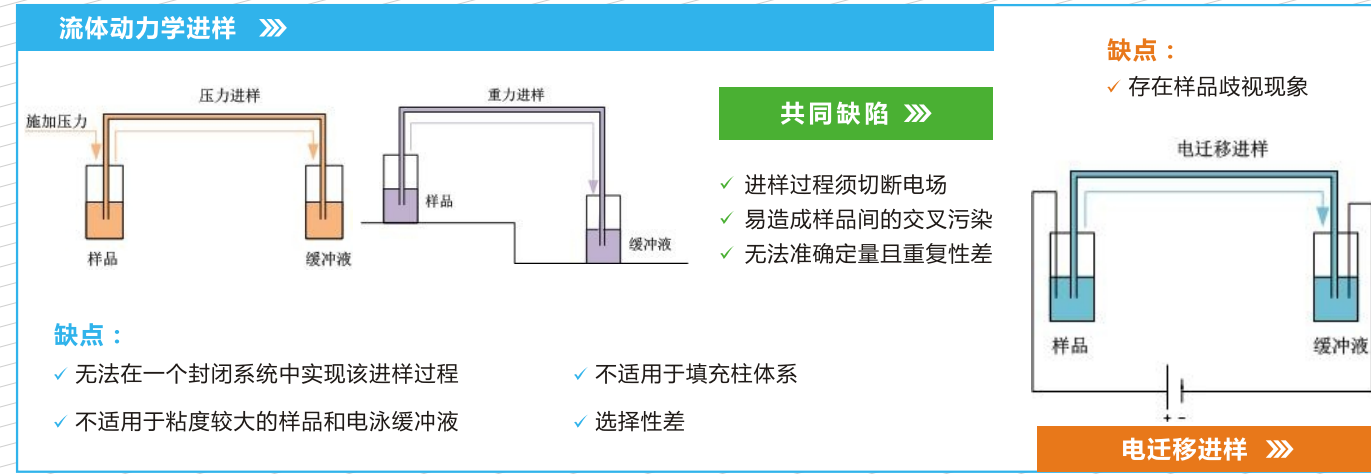 流体动力学进样
压力进样
施加压力
样品
缓冲液
重力进样
样品
缓冲液
共同缺陷
进样过程须切断电场
易造成样品间的交叉污染
无法准确定量且重复性差
缺点：
无法在一个封闭系统中实现该进样过程
不适用于填充柱体系
不适用于粘度较大的样品和电泳缓冲液
选择性差
缺点：
存在样品歧视现象
电迁移进样
样品
缓冲液
+ -
电迁移进样